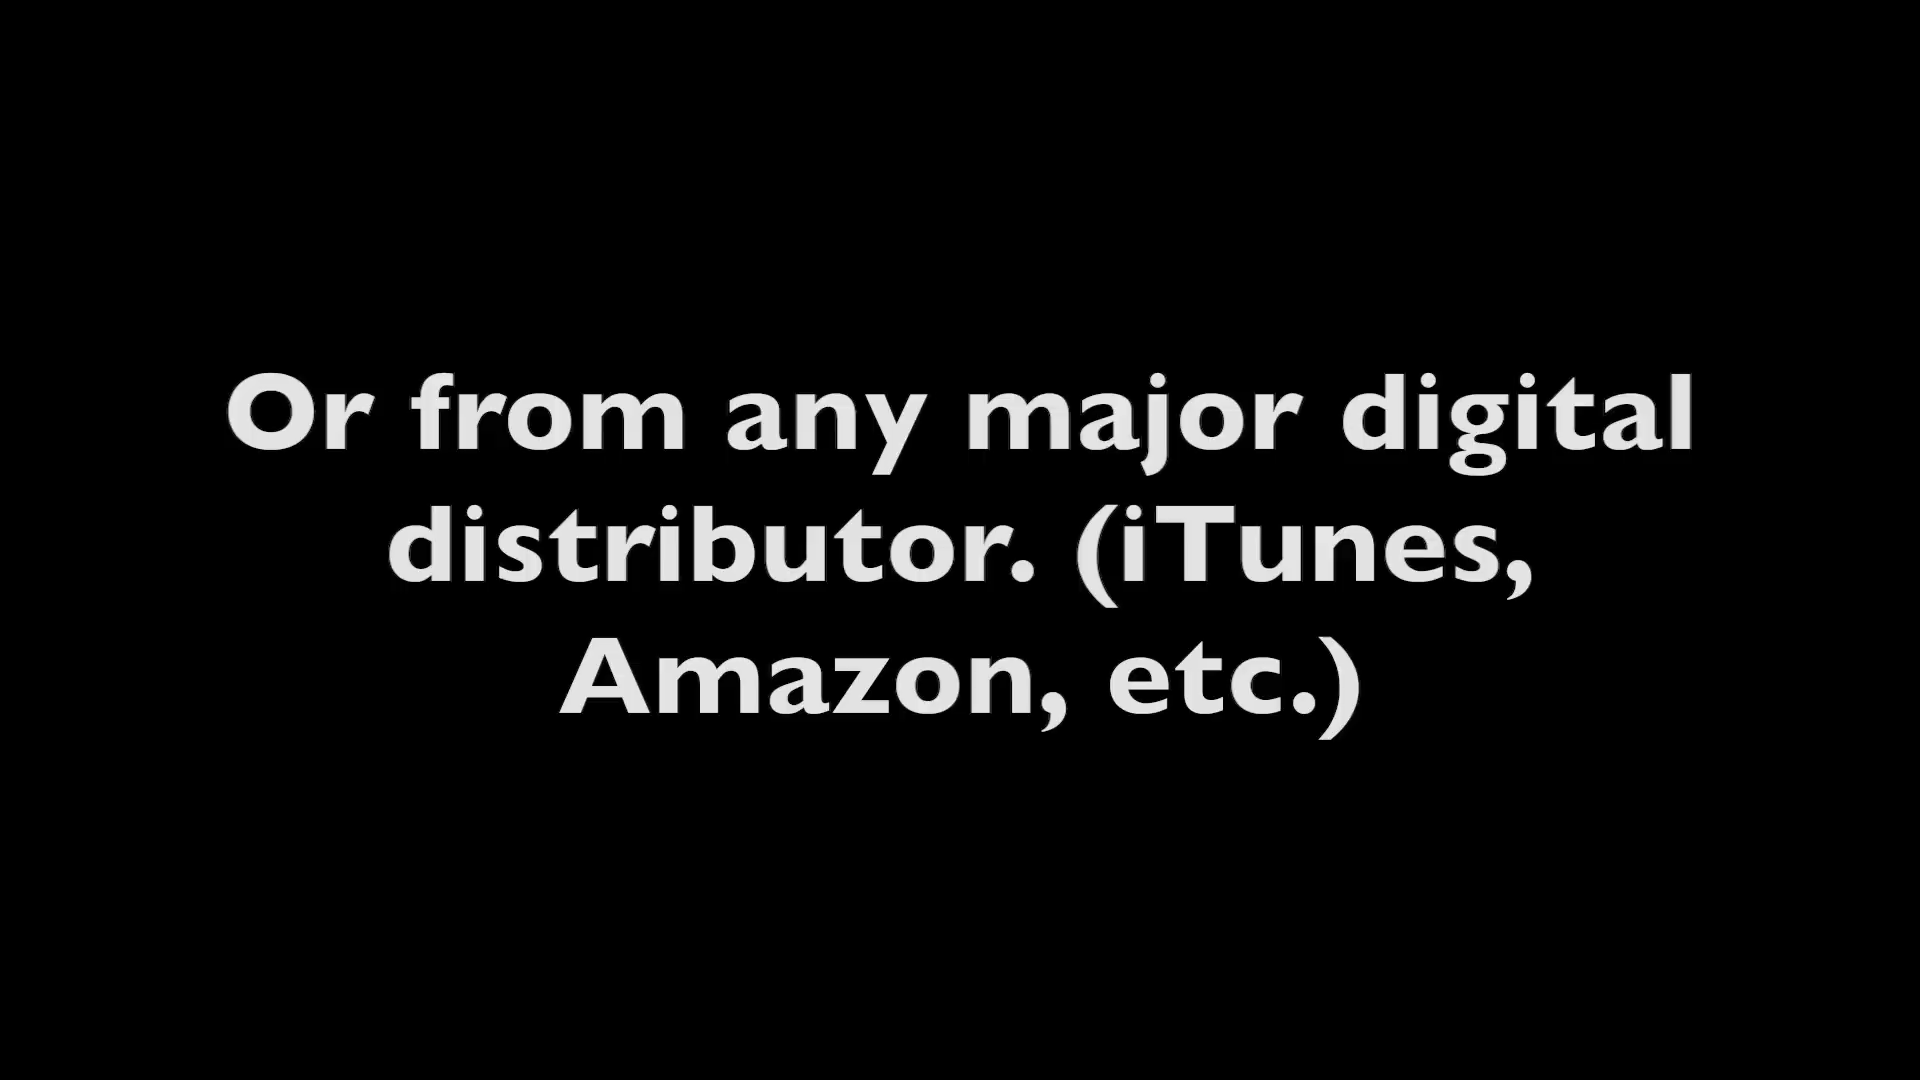 Or from any major digital
distributor. (iTunes,
Amazon, etc.)